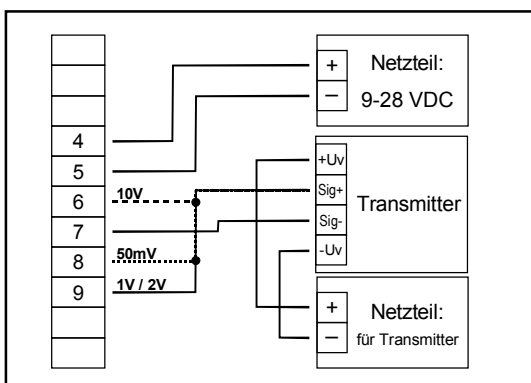 4
5
6
7
8
9
10V
50mV
1V / 2V
+
–
Netzteil:
9-28 VDC
+Uv
Sig+
Sig-
-Uv
Transmitter
+
–
Netzteil:
für Transmitter